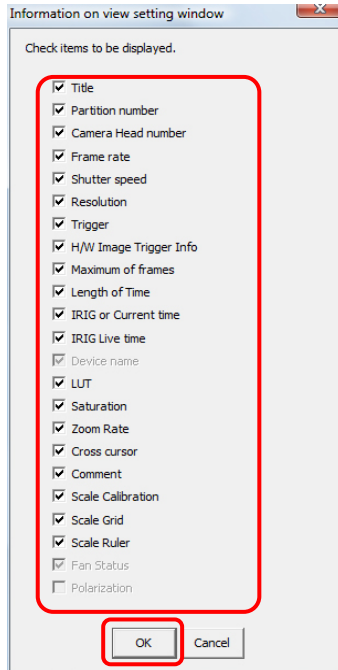 Information on view setting window
Check items to be displayed.
Title
Partition number
Camera Head number
Frame rate
Shutter speed
Resolution
Trigger
H/W Image Trigger Info
Maximum of frames
Length of Time
IRIG or Current time
IRIG Live time
Device name
LUT
Saturation
Zoom Rate
Cross cursor
Comment
Scale Calibration
Scale Grid
Scale Ruler
Fan Status
Polarization
OK Cancel